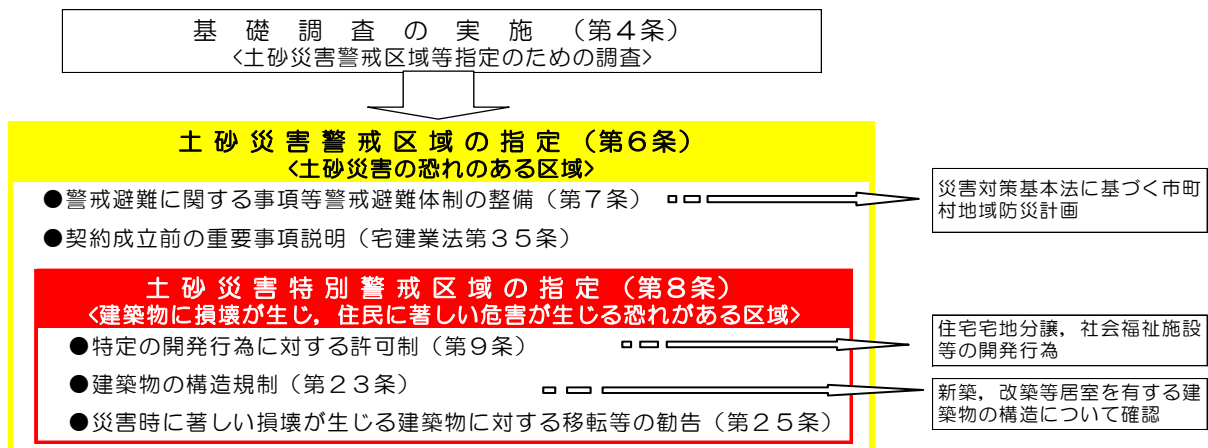 基礎調査の実施（第４条）
<土砂災害警戒区域等指定のための調査>
土砂災害警戒区域の指定（第６条）
<土砂災害の恐れのある区域>
●警戒避難に関する事項等警戒避難体制の整備（第７条）
災害対策基本法に基づく市町
村地域防災計画
●契約成立前の重要事項説明（宅建業法第３５条）
土砂災害特別警戒区域の指定（第８条）
<建築物に損壊が生じ，住民に著しい危害が生じる恐れがある区域>
●特定の開発行為に対する許可制（第９条）
住宅宅地分譲，社会福祉施設
等の開発行為
●建築物の構造規制（第２３条）
新築，改築等居室を有する建
築物の構造について確認
●災害時に著しい損壊が生じる建築物に対する移転等の勧告（第２５条）